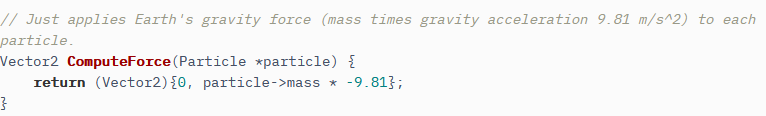 // Just applies Earth's gravity force (mass times gravity acceleration 9.81 m/s^2) to each
particle.
Vector2 ComputeForce(Particle *particle) {
    return (Vector2){0, particle->mass * -9.81};
}